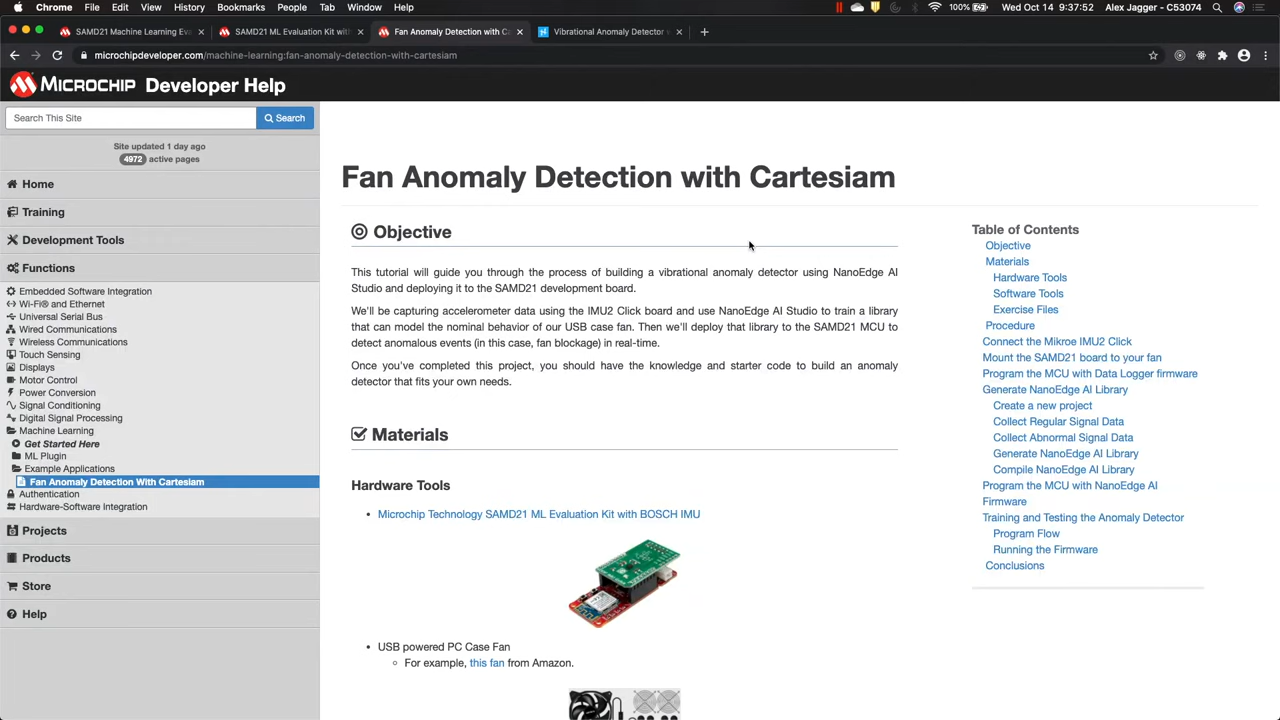 Chrome File Edit View History Bookmarks People Tab Window Help 100% Wed Oct 14 9:37:52 Alex Jagger - C53074
SAMD21 Machine Learning Eva SAMD21 ML Evaluation Kit with Fan Anomaly Detection with C Vibrational Anomaly Detector
microchipdeveloper.com/machine-learning:fan-anomaly-detection-with-cartesiam
MICROCHIP Developer Help
Search This Site Search
Site updated 1 day ago
4972 active pages
Home
Training
Development Tools
Functions
Embedded Software Integration
Wi-Fi® and Ethernet
Universal Serial Bus
Wired Communications
Wireless Communications
Touch Sensing
Displays
Motor Control
Power Conversion
Signal Conditioning
Digital Signal Processing
Machine Learning
Get Started Here
ML Plugin
Example Applications
Fan Anomaly Detection With Cartesiam
Authentication
Hardware-Software Integration
Projects
Products
Store
Help
Fan Anomaly Detection with Cartesiam
Objective
This tutorial will guide you through the process of building a vibrational anomaly detector using NanoEdge AI
Studio and deploying it to the SAMD21 development board.
We'll be capturing accelerometer data using the IMU2 Click board and use NanoEdge AI Studio to train a library
that can model the nominal behavior of our USB case fan. Then we'll deploy that library to the SAMD21 MCU to
detect anomalous events (in this case, fan blockage) in real-time.
Once you've completed this project, you should have the knowledge and starter code to build an anomaly
detector that fits your own needs.
Materials
Hardware Tools
Microchip Technology SAMD21 ML Evaluation Kit with BOSCH IMU
USB powered PC Case Fan
For example, this fan from Amazon.
Table of Contents
Objective
Materials
Hardware Tools
Software Tools
Exercise Files
Procedure
Connect the Mikroe IMU2 Click
Mount the SAMD21 board to your fan
Program the MCU with Data Logger firmware
Generate NanoEdge AI Library
Create a new project
Collect Regular Signal Data
Collect Abnormal Signal Data
Generate NanoEdge AI Library
Compile NanoEdge AI Library
Program the MCU with NanoEdge AI
Firmware
Training and Testing the Anomaly Detector
Program Flow
Running the Firmware
Conclusions